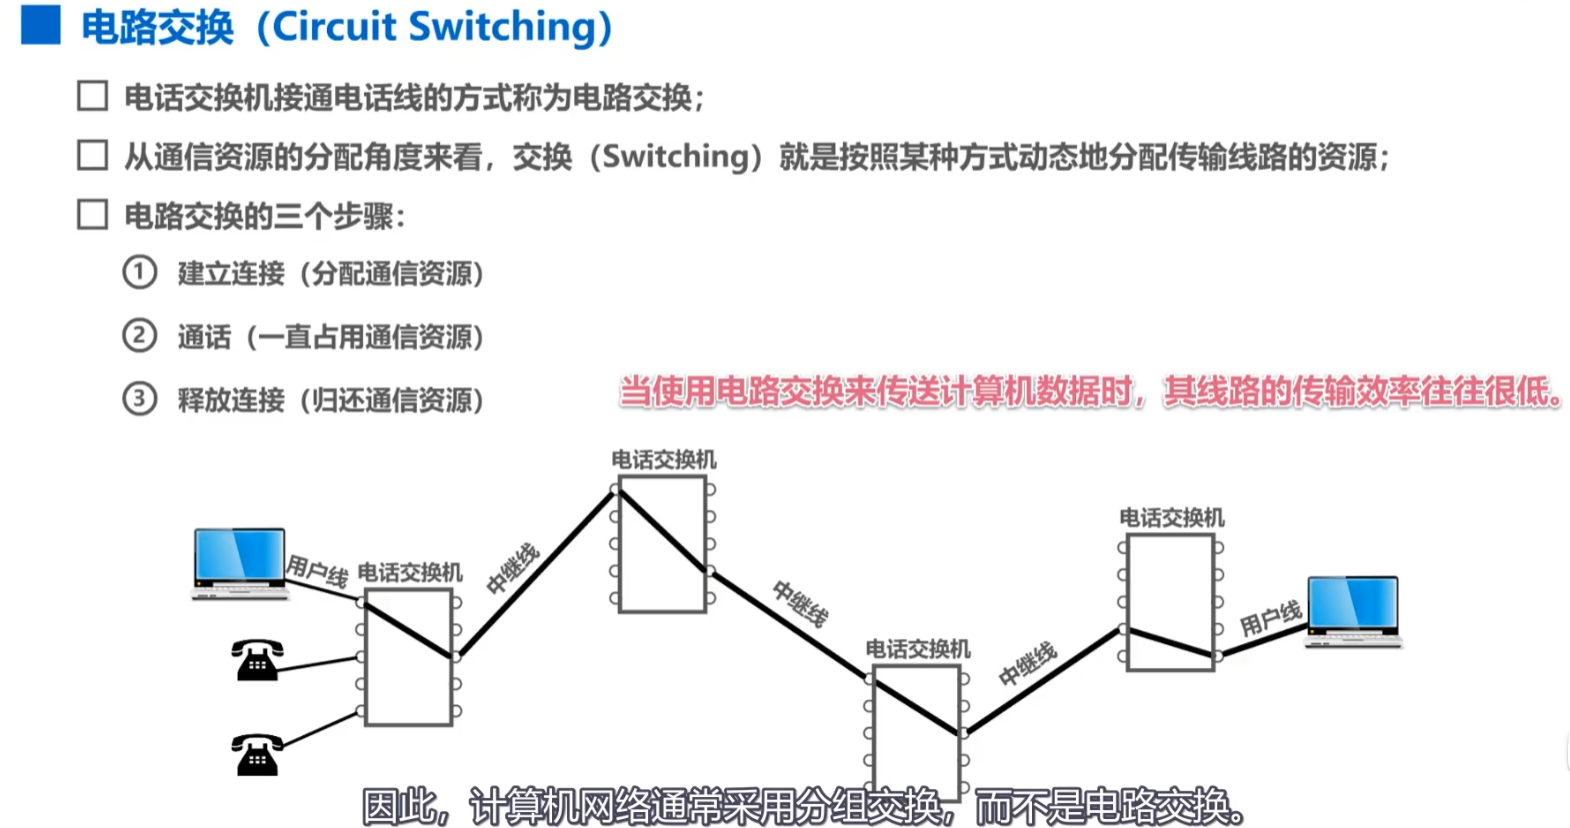 电路交换（Circuit Switching）
电话交换机接通电话线的方式称为电路交换；
从通信资源的分配角度来看，交换（Switching）就是按照某种方式动态地分配传输线路的资源；
电路交换的三个步骤：
① 建立连接（分配通信资源）
② 通话（一直占用通信资源）
③ 释放连接（归还通信资源）
当使用电路交换来传送计算机数据时，其线路的传输效率往往很低。
电话交换机
电话交换机
用户线
电话交换机
中继线
中继线
用户线
电话交换机
中继线
因此，计算机网络通常采用分组交换，而不是电路交换。